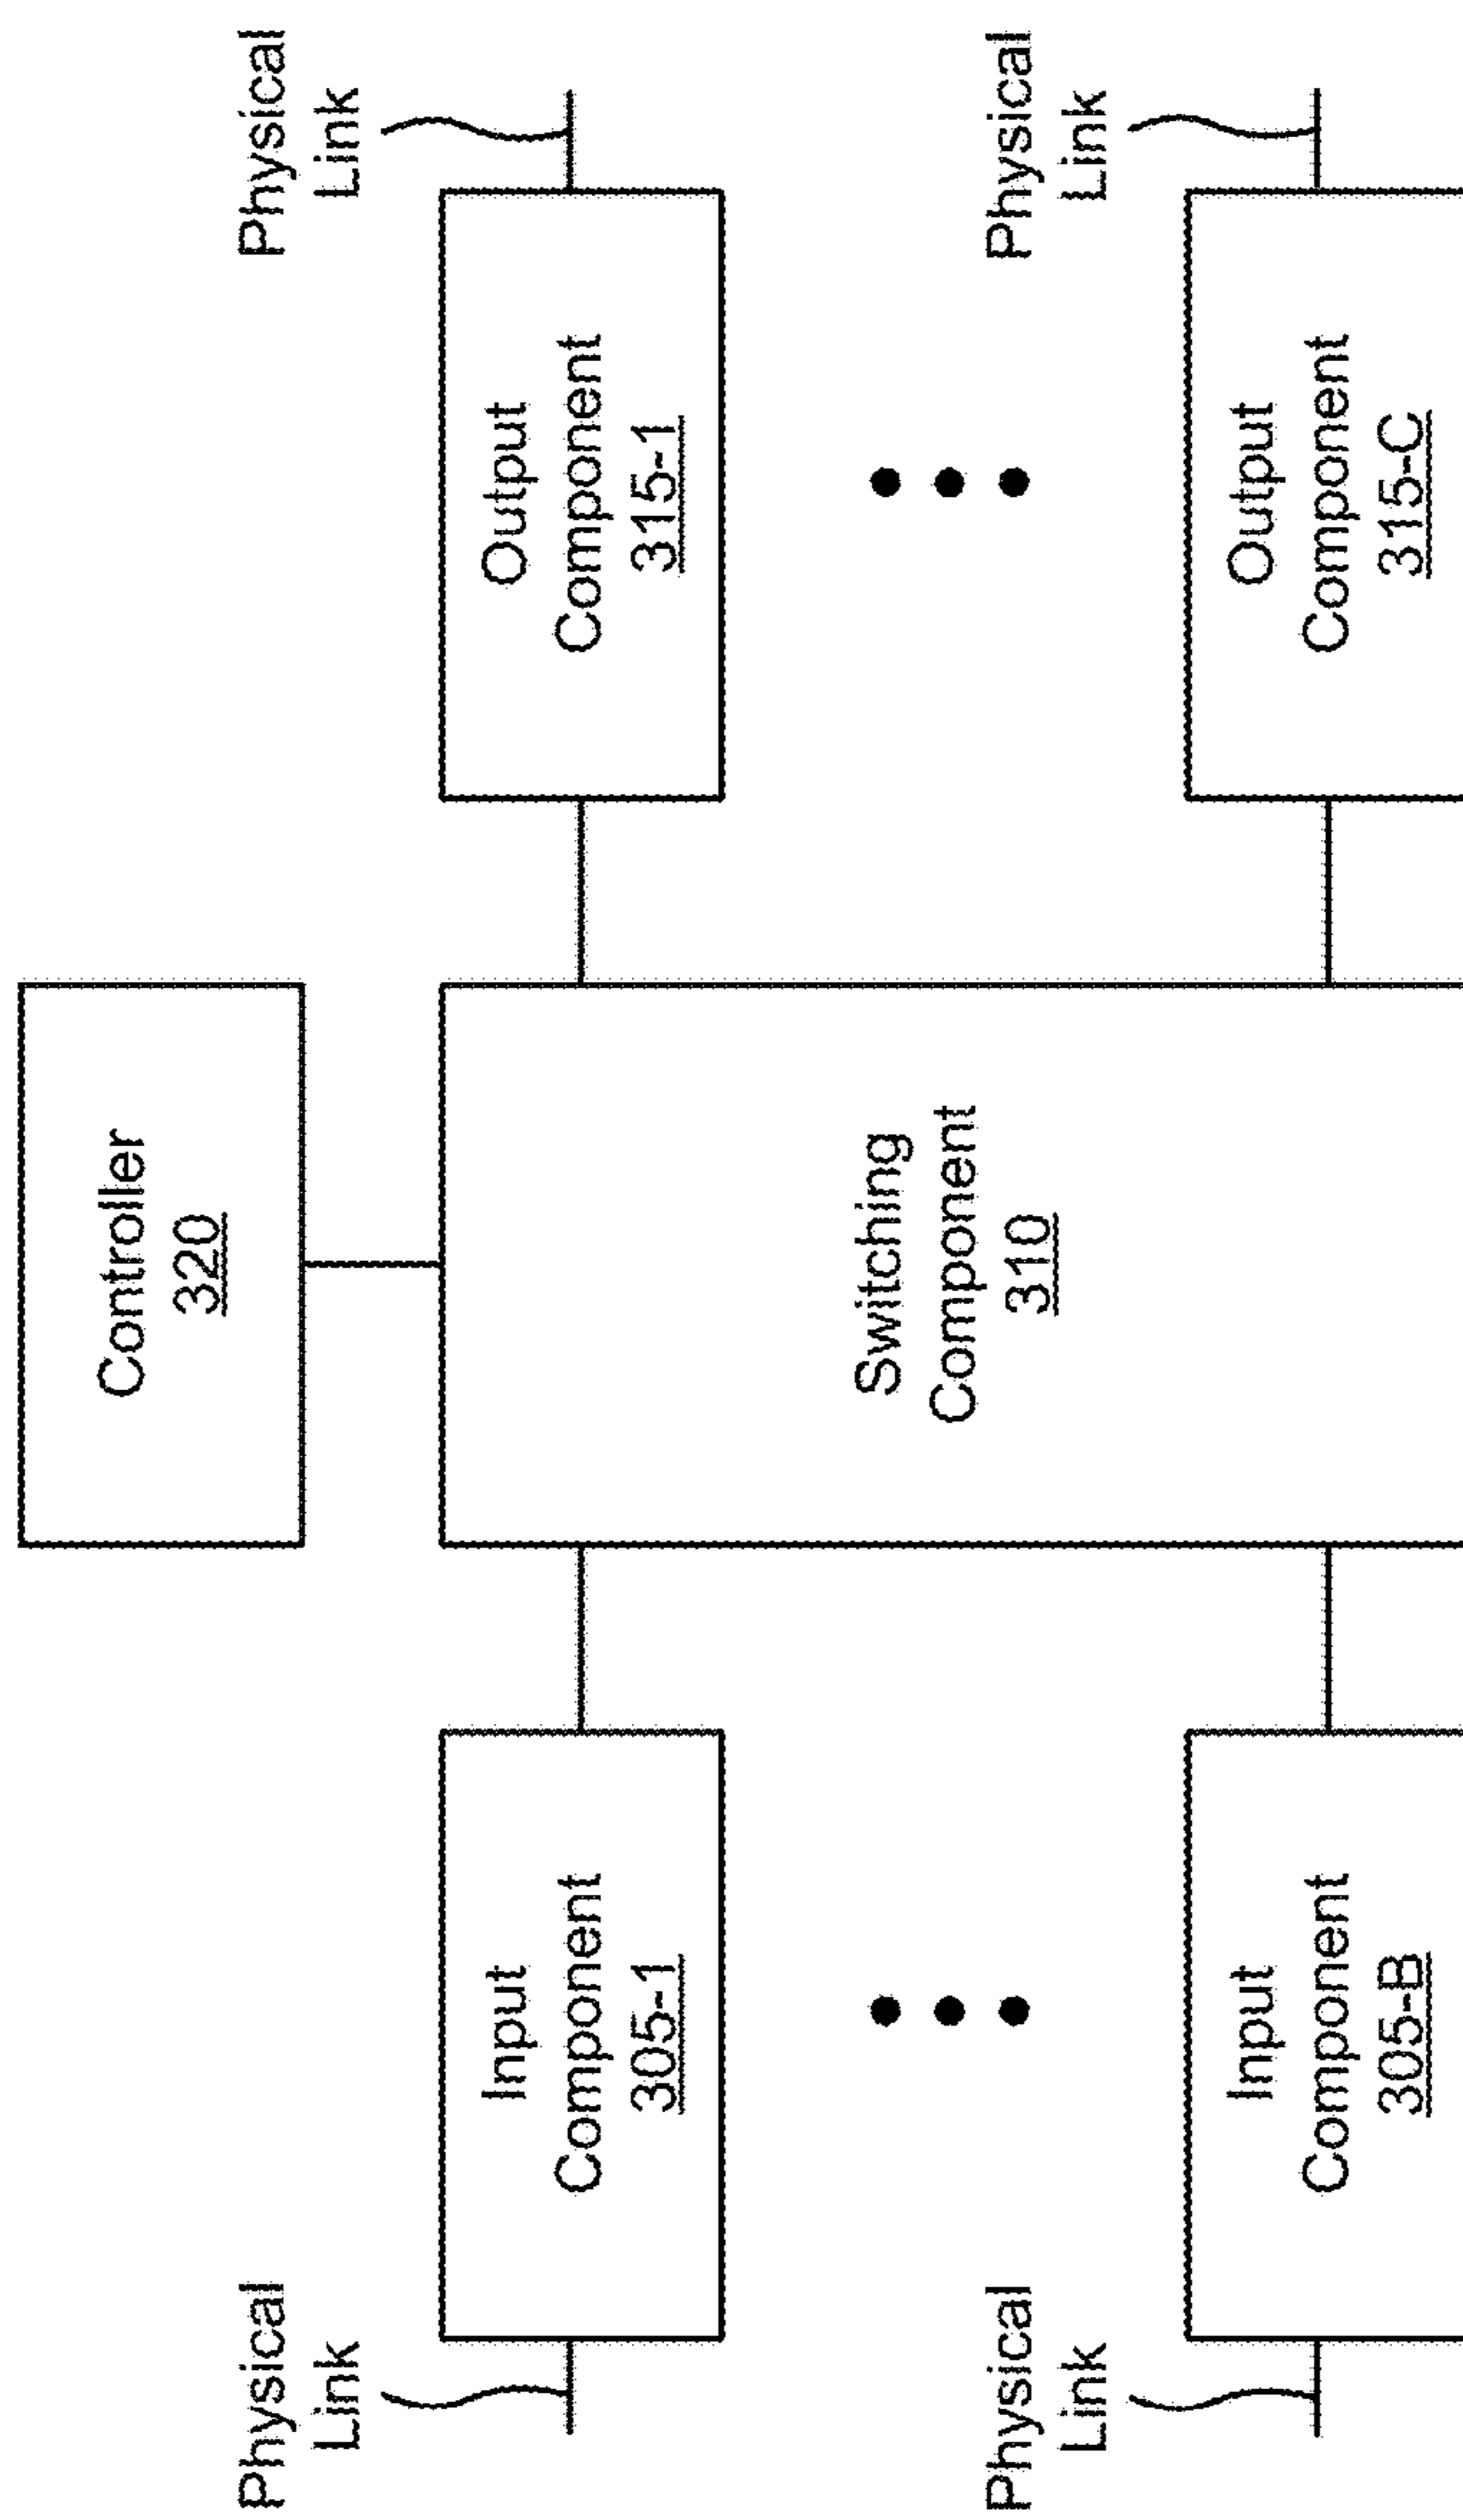 Controller
320
Physical
Link
Input
Component
305-1
Switching
Component
310
Output
Component
315-1
Physical
Link
Physical
Link
Input
Component
305-B
Output
Component
315-C
Physical
Link